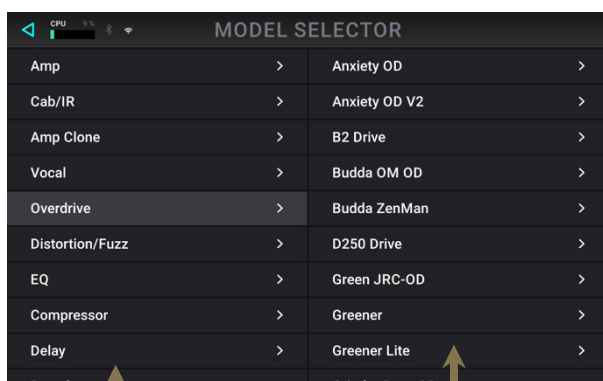 CPU 9%
MODEL SELECTOR
Amp
Cab/IR
Amp Clone
Vocal
Overdrive
Distortion/Fuzz
EQ
Compressor
Delay
Anxiety OD
Anxiety OD V2
B2 Drive
Budda OM OD
Budda ZenMan
D250 Drive
Green JRC-OD
Greener
Greener Lite